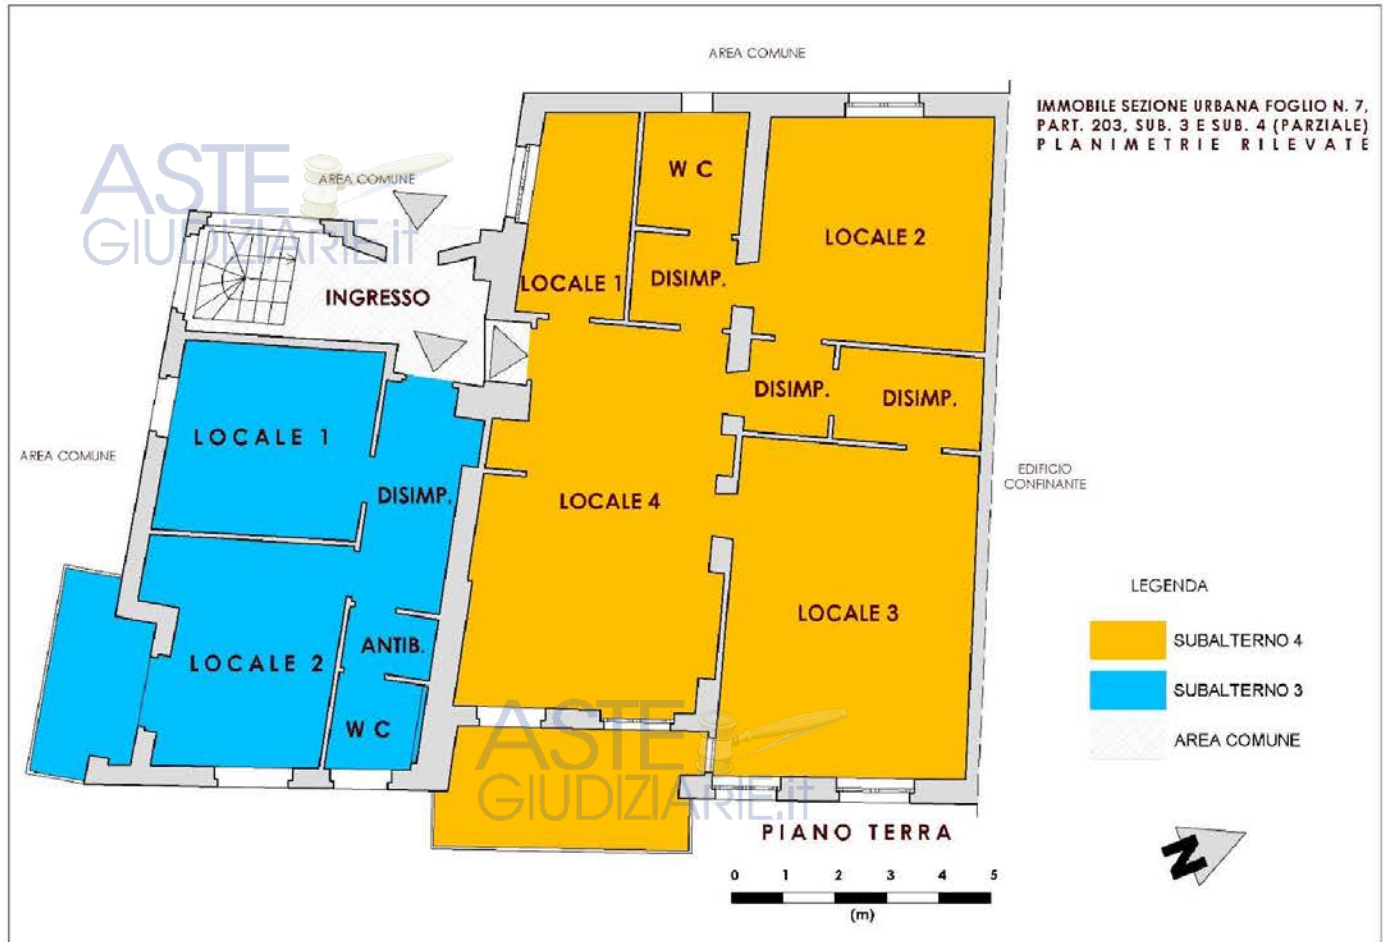 AREA COMUNE
IMMOBILE SEZIONE URBANA FOGLIO N. 7,
PART. 203, SUB. 3 E SUB. 4 (PARZIALE)
PLANIMETRIE RILEVATE
ASTE
GIUDIZIARIE.it
AREA COMUNE
W C
LOCALE 2
LOCALE 1
DISIMP.
INGRESSO
DISIMP.
DISIMP.
LOCALE 1
AREA COMUNE
EDIFICIO
CONFINANTE
DISIMP.
LOCALE 4
LOCALE 3
LEGENDA
SUBALTERNO 4
ANTIB.
LOCALE 2
SUBALTERNO 3
W C
AREA COMUNE
ASTE
GIUDIZIARIE.it
PIANO TERRA
0 1 2 3 4 5
(m)
N